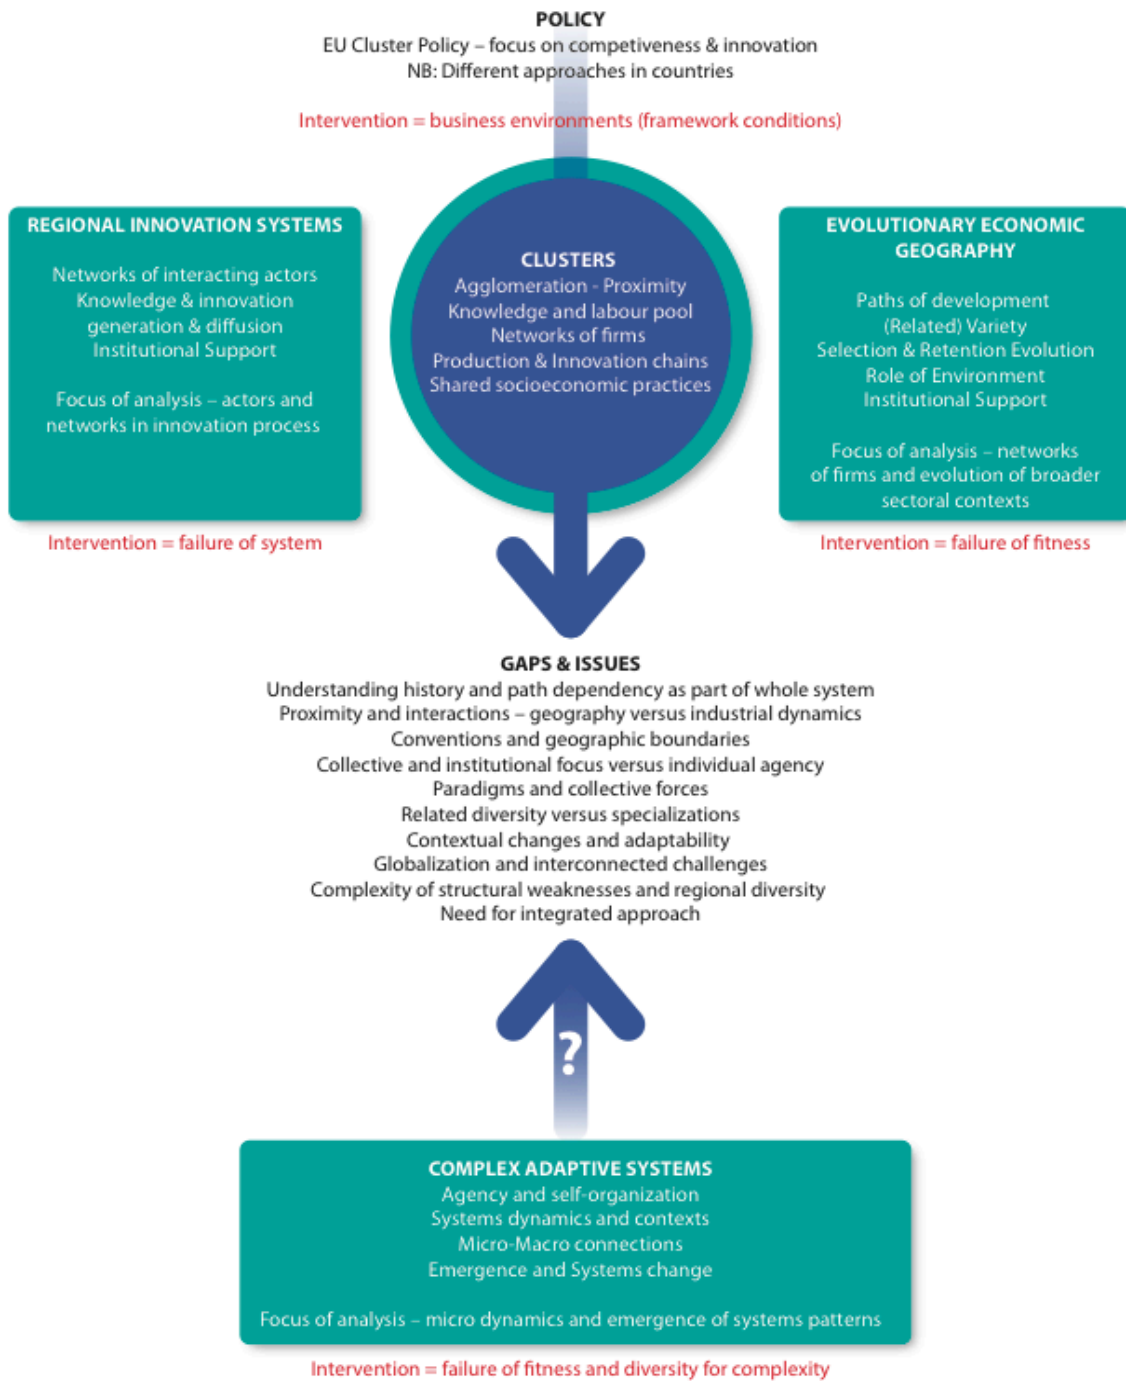 POLICY
EU Cluster Policy – focus on competiveness & innovation
NB: Different approaches in countries
Intervention = business environments (framework conditions)
REGIONAL INNOVATION SYSTEMS
Networks of interacting actors
Knowledge & innovation
generation & diffusion
Institutional Support
Focus of analysis – actors and
networks in innovation process
Intervention = failure of system
CLUSTERS
Agglomeration - Proximity
Knowledge and labour pool
Networks of firms
Production & Innovation chains
Shared socioeconomic practices
EVOLUTIONARY ECONOMIC
GEOGRAPHY
Paths of development
(Related) Variety
Selection & Retention Evolution
Role of Environment
Institutional Support
Focus of analysis – networks
of firms and evolution of broader
sectoral contexts
Intervention = failure of fitness
GAPS & ISSUES
Understanding history and path dependency as part of whole system
Proximity and interactions – geography versus industrial dynamics
Conventions and geographic boundaries
Collective and institutional focus versus individual agency
Paradigms and collective forces
Related diversity versus specializations
Contextual changes and adaptability
Globalization and interconnected challenges
Complexity of structural weaknesses and regional diversity
Need for integrated approach
?
COMPLEX ADAPTIVE SYSTEMS
Agency and self-organization
Systems dynamics and contexts
Micro-Macro connections
Emergence and Systems change
Focus of analysis – micro dynamics and emergence of systems patterns
Intervention = failure of fitness and diversity for complexity